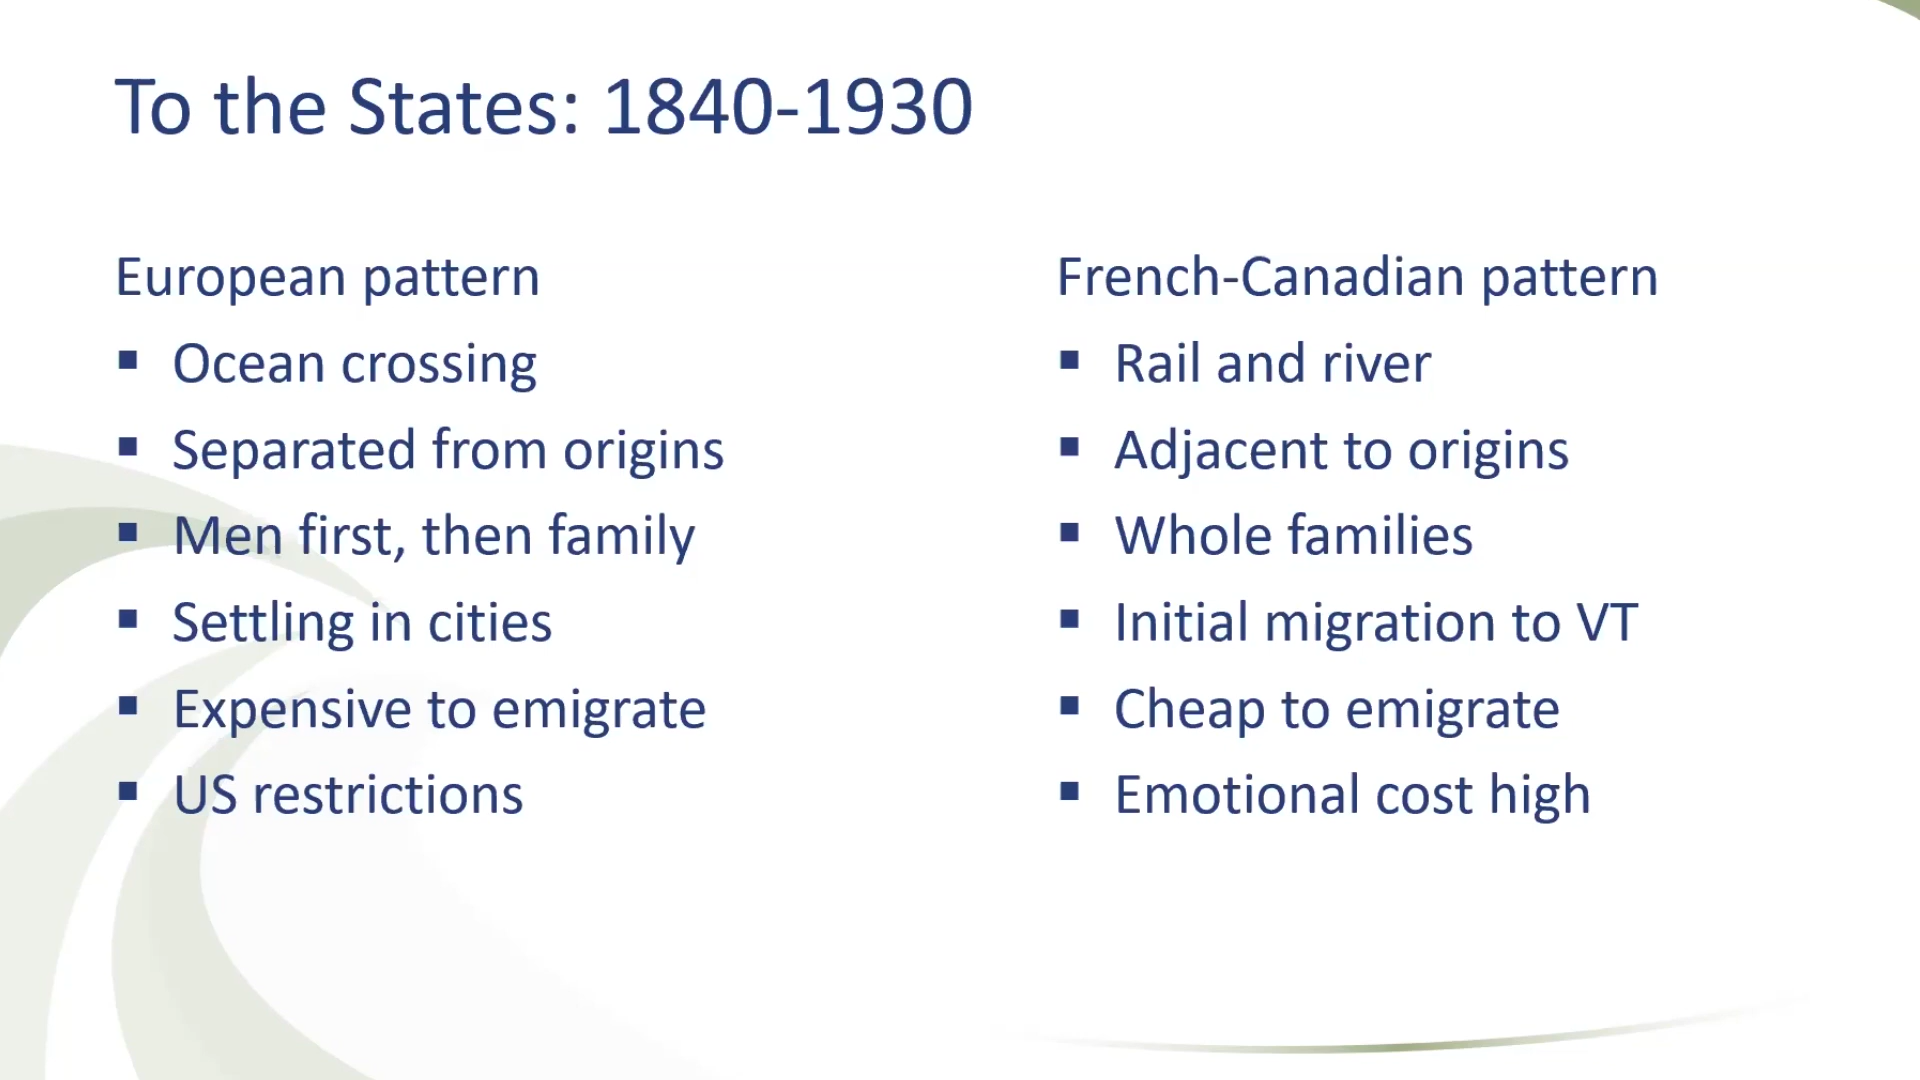 To the States: 1840-1930
European pattern
▪ Ocean crossing
▪ Separated from origins
▪ Men first, then family
▪ Settling in cities
▪ Expensive to emigrate
▪ US restrictions
French-Canadian pattern
▪ Rail and river
▪ Adjacent to origins
▪ Whole families
▪ Initial migration to VT
▪ Cheap to emigrate
▪ Emotional cost high